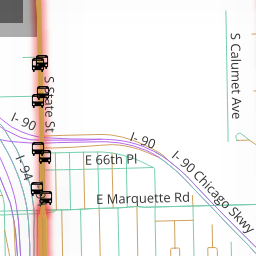 S Calumet Ave
S State St
I- 90
I- 90
I- 94
E 66th Pl
I- 90 Chicago Skwy
E Marquette Rd